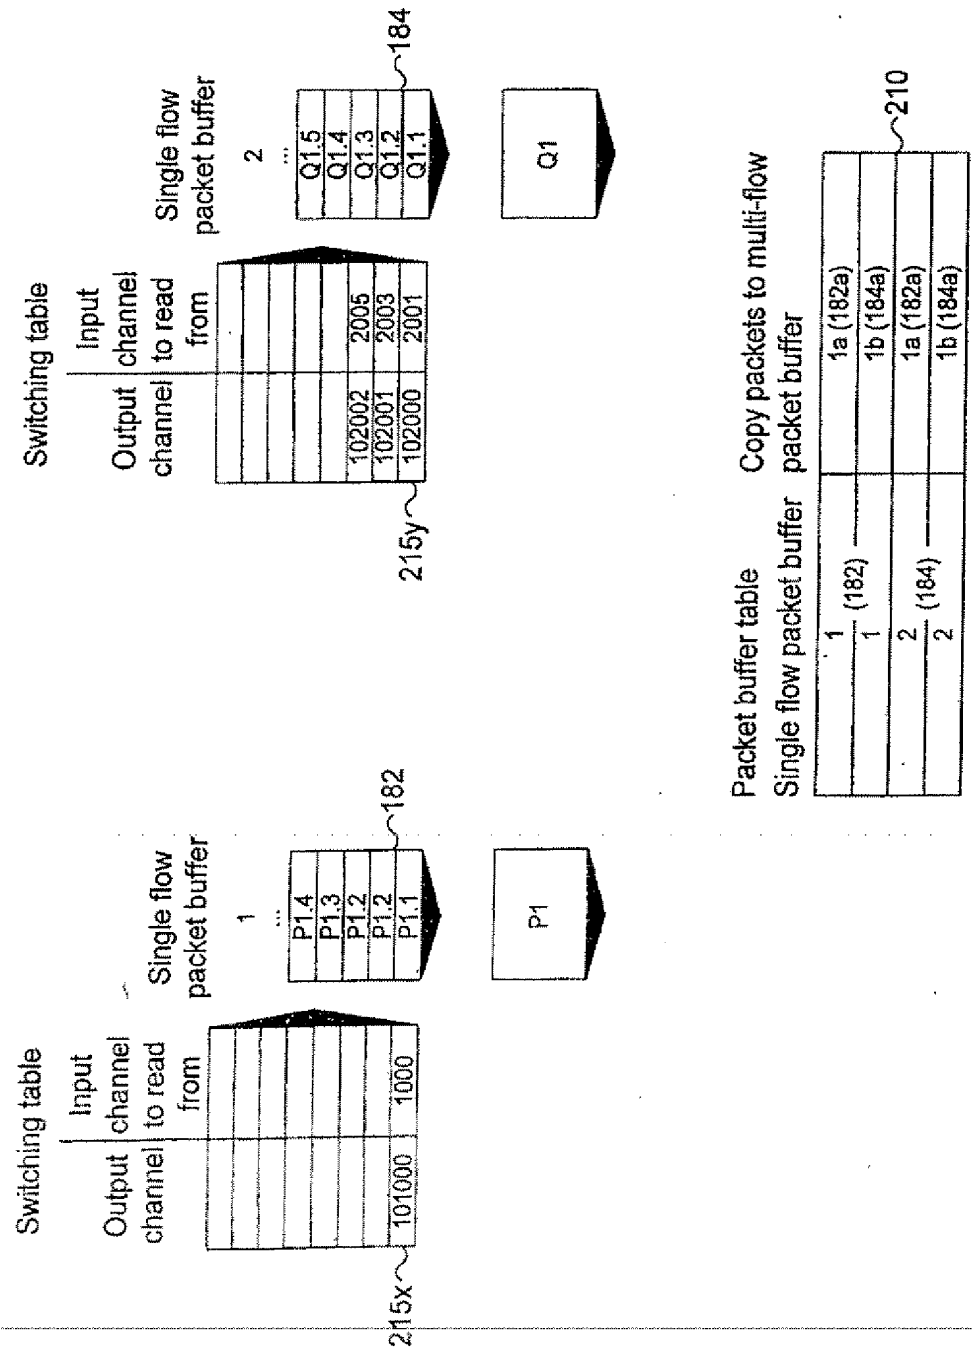 Switching table
Output channel
Input channel to read from
101000 1000
215x
Single flow
packet buffer
1
...
P1.4
P1.3
P1.2
P1.2
P1.1
182
P1
Switching table
Output channel
Input channel to read from
102002 2005
102001 2003
102000 2001
215y
Single flow
packet buffer
2
...
Q1.5
Q1.4
Q1.3
Q1.2
Q1.1
184
Q1
Packet buffer table
Single flow packet buffer
Copy packets to multi-flow
packet buffer
1 1a (182a)
(182)
1 1b (184a)
2 1a (182a)
(184)
2 1b (184a)
210